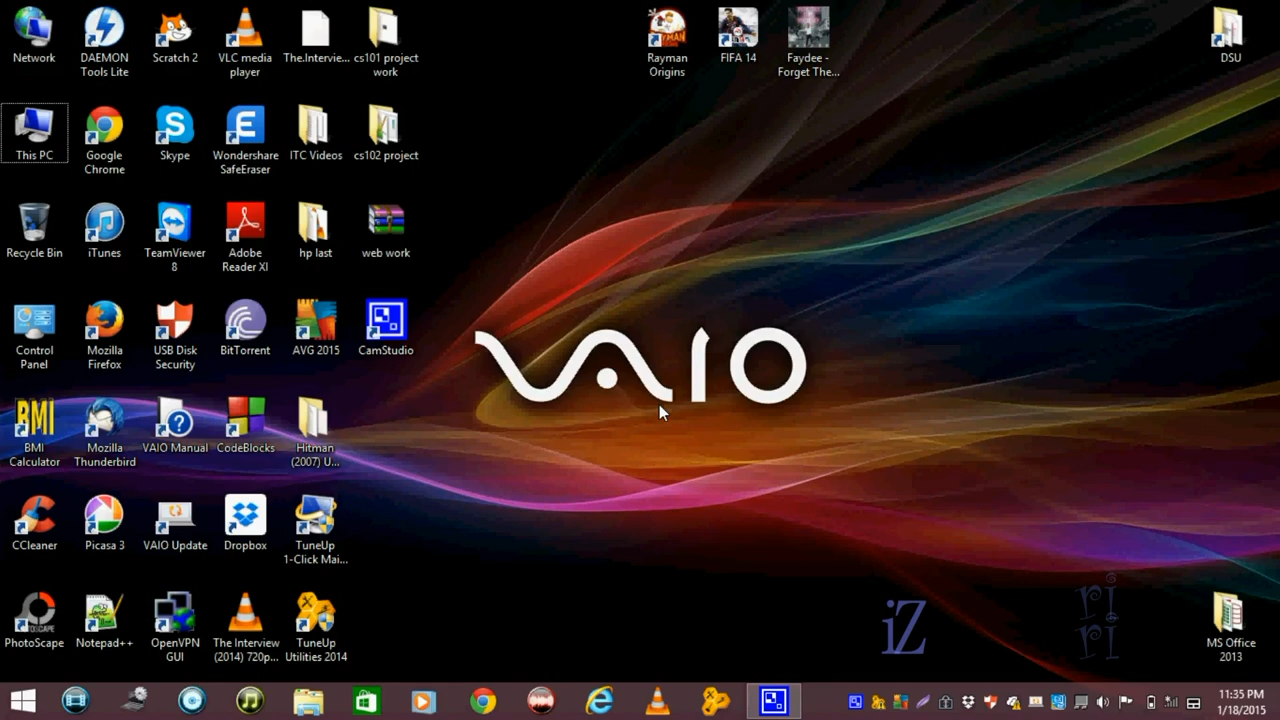 Network
DAEMON
Tools Lite
Scratch 2
VLC media
player
The.Intervie...
cs101 project
work
Rayman
Origins
FIFA 14
Faydee -
Forget The...
DSU
This PC
Google
Chrome
Skype
Wondershare
SafeEraser
ITC Videos
cs102 project
Recycle Bin
iTunes
TeamViewer
8
Adobe
Reader XI
hp last
web work
Control
Panel
Mozilla
Firefox
USB Disk
Security
BitTorrent
AVG 2015
CamStudio
VAIO
BMI
BMI
Calculator
Mozilla
Thunderbird
VAIO Manual
CodeBlocks
Hitman
(2007) U...
CCleaner
Picasa 3
VAIO Update
Dropbox
TuneUp
1-Click Mai...
PhotoScape
Notepad++
OpenVPN
GUI
The Interview
(2014) 720p...
TuneUp
Utilities 2014
iZ
ri
ri
MS Office
2013
11:35 PM
1/18/2015